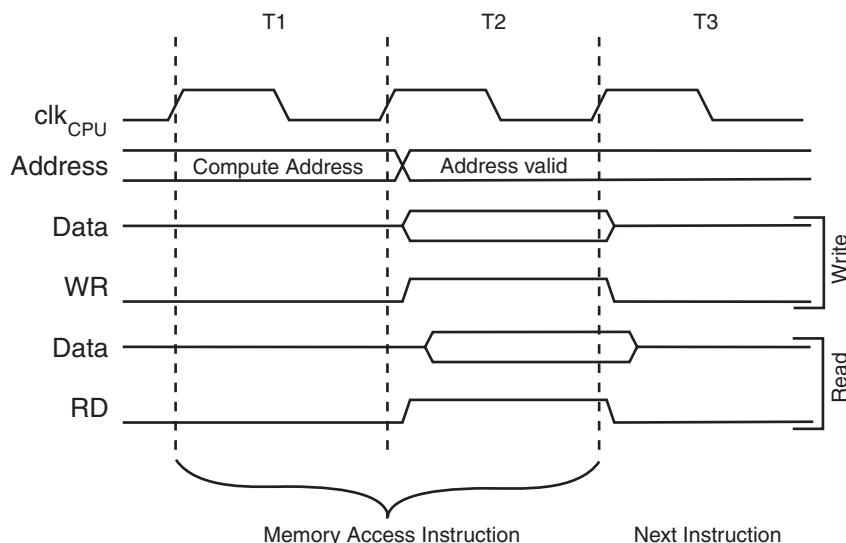 T1 T2 T3
clkCPU
Address Compute Address Address valid
Data
WR
Write
Data
RD
Read
Memory Access Instruction Next Instruction